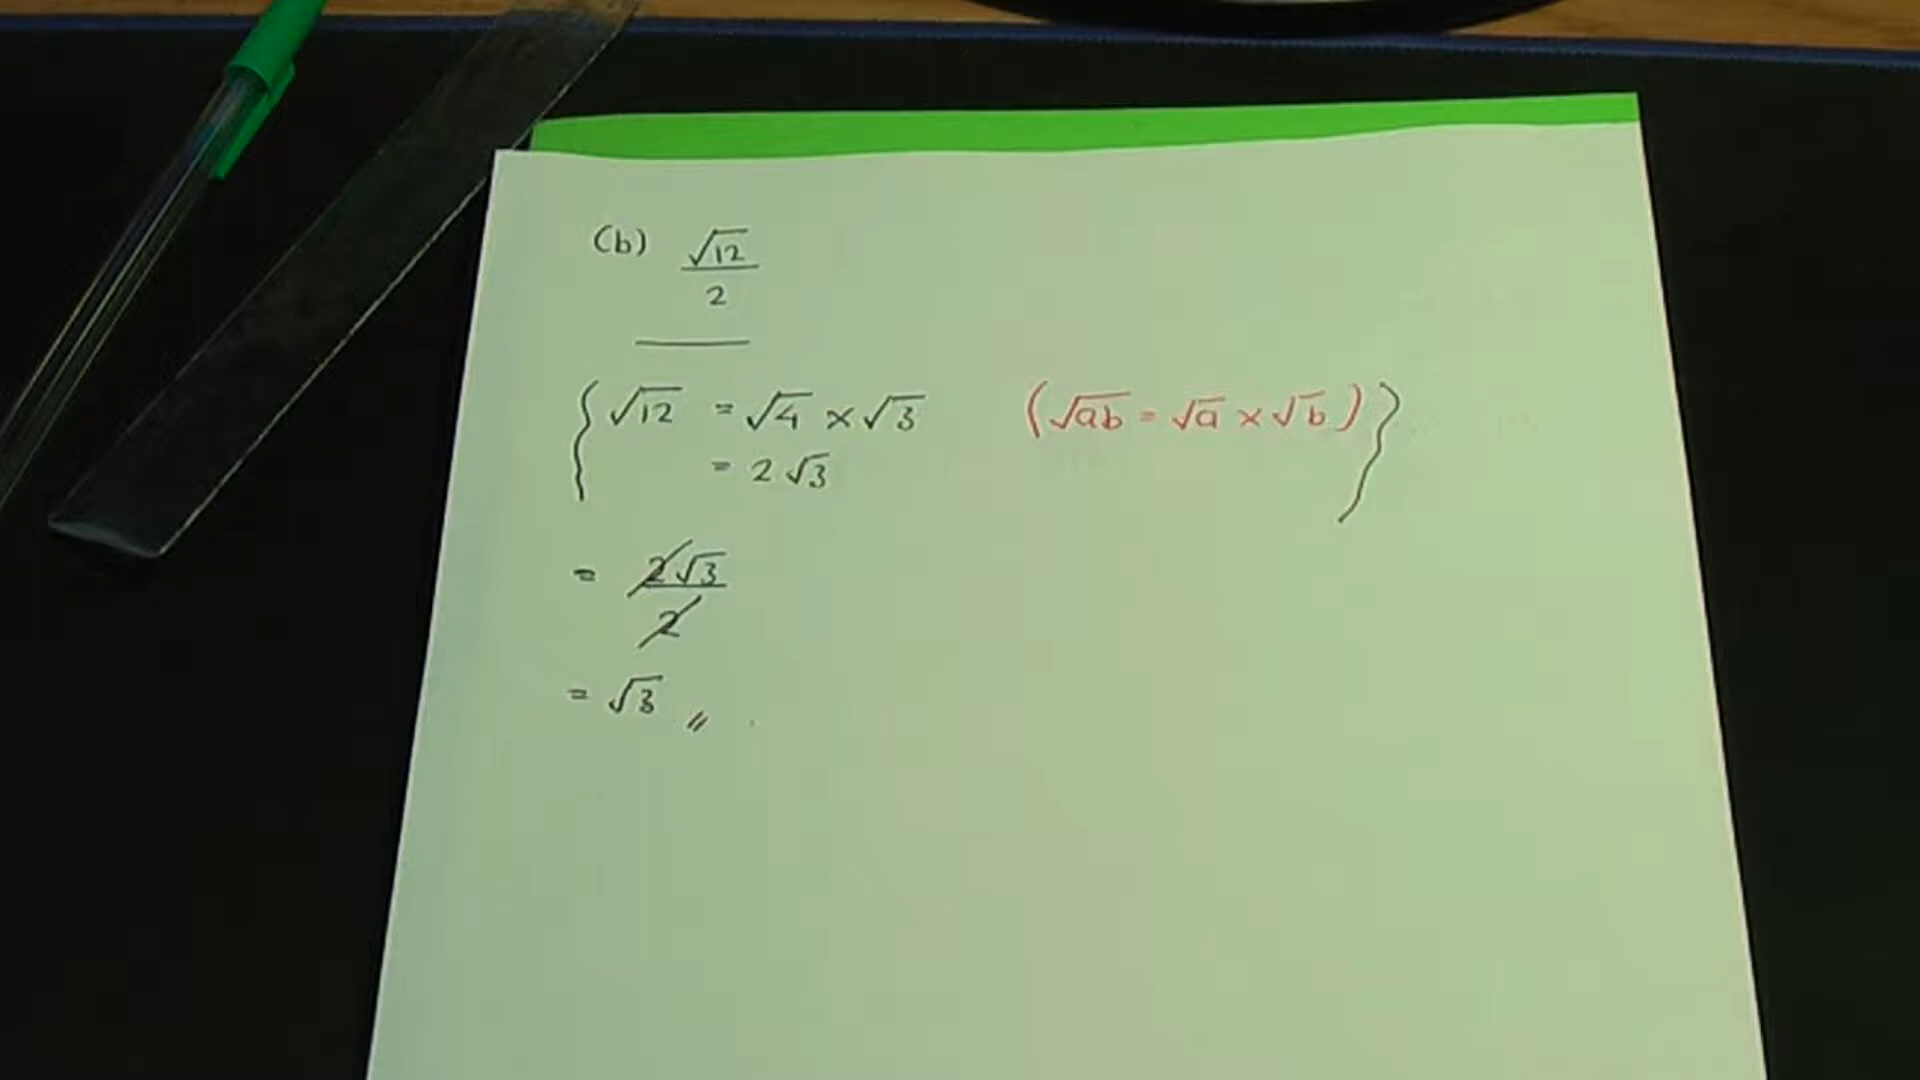 (b) √12
2
{ √12 = √4 × √3 (√ab = √a × √b) }
= 2√3
= 2√3
2
= √3 〃